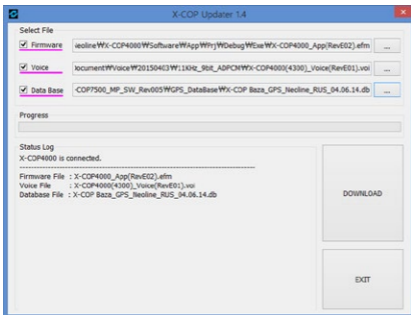 X-COP Updater 1.4
Select File
Firmware
eoline₩X-COP4000₩Software₩App₩Prj₩Debug₩Exe₩X-COP4000_App(RevE02).efm
...
Voice
ocument₩Voice₩20150403₩11KHz_9bit_ADPCM₩X-COP4000(4300)_Voice(RevE01).voi
...
Data Base
-COP7500_MP_SW_Rev005₩GPS_DataBase₩X-COP Baza_GPS_Neoline_RUS_04.06.14.db
...
Progress
Status Log
X-COP4000 is connected.
Firmware File : X-COP4000_App(RevE02).efm
Voice File : X-COP4000(4300)_Voice(RevE01).voi
Database File : X-COP Baza_GPS_Neoline_RUS_04.06.14.db
DOWNLOAD
EXIT